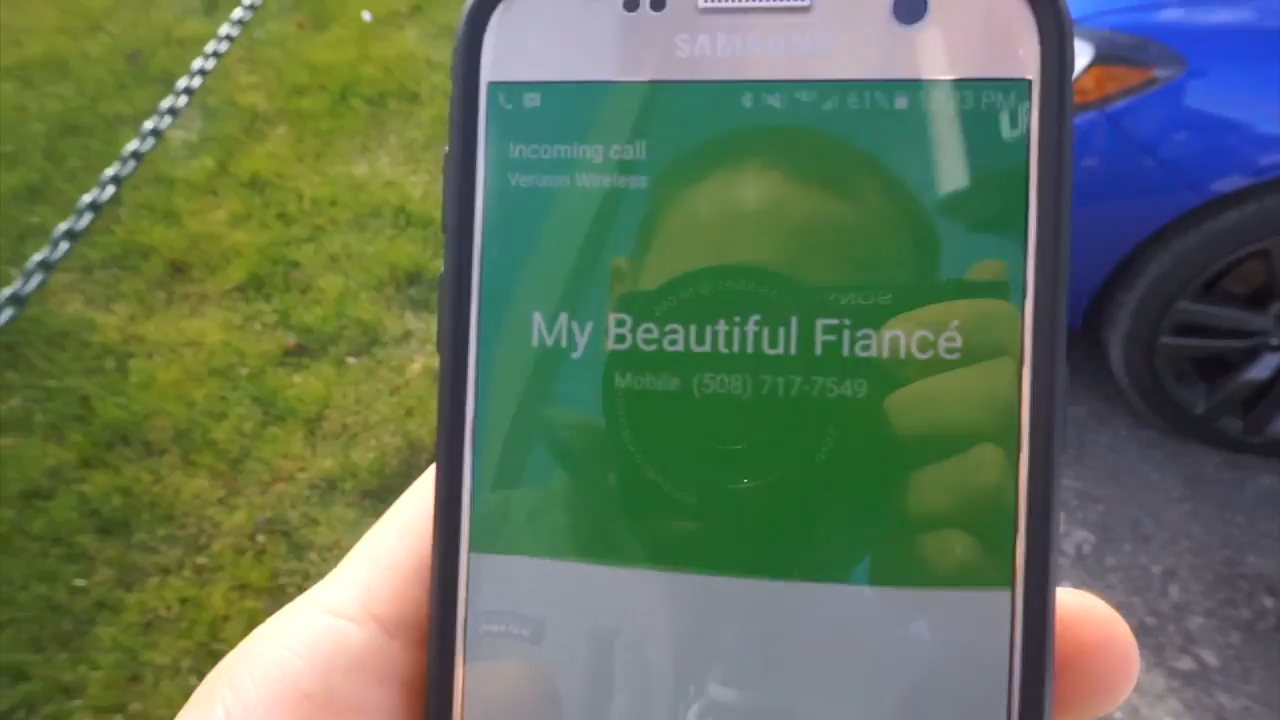 SAMSUNG
61%
Incoming call
Verizon Wireless
My Beautiful Fiancé
Mobile (508) 717-7549